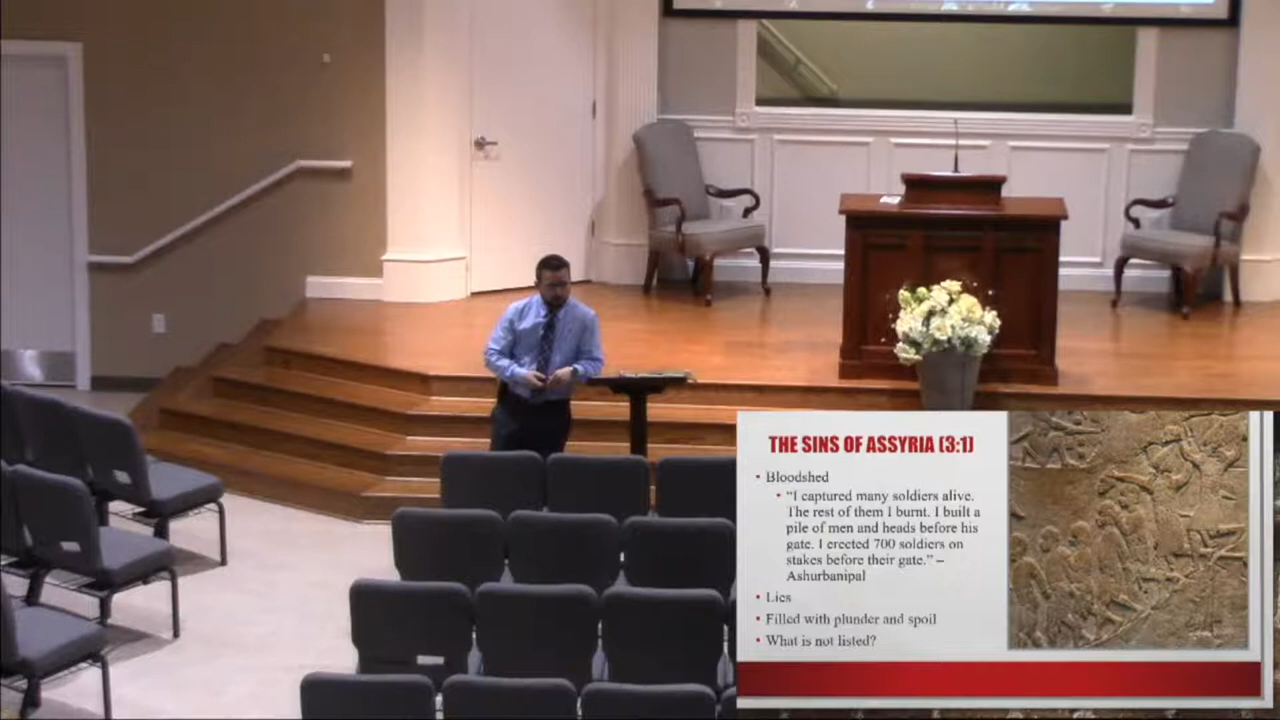 THE SINS OF ASSYRIA (3:1)
• Bloodshed
• "I captured many soldiers alive.
The rest of them I burnt. I built a
pile of men and heads before his
gate. I erected 700 soldiers on
stakes before their gate." –
Ashurbanipal
• Lies
• Filled with plunder and spoil
• What is not listed?